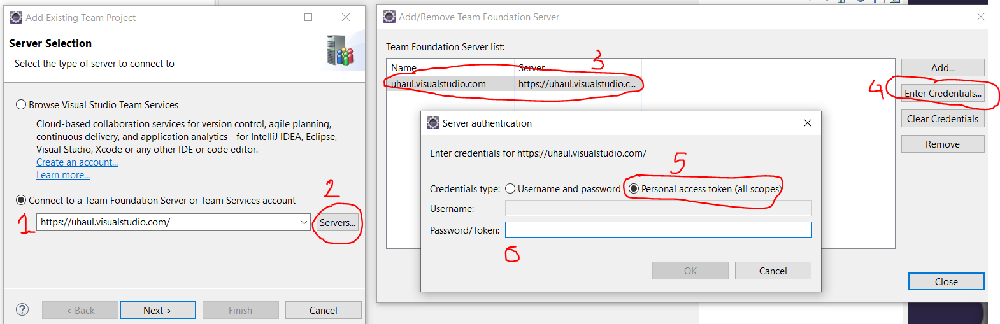 Add Existing Team Project
Server Selection
Select the type of server to connect to
Browse Visual Studio Team Services
Cloud-based collaboration services for version control, agile planning,
continuous delivery, and application analytics - for IntelliJ IDEA, Eclipse,
Visual Studio, Xcode or any other IDE or code editor.
Create an account...
Learn more...
2
Connect to a Team Foundation Server or Team Services account
1 https://uhaul.visualstudio.com/ Servers...
? < Back Next > Finish Cancel
Add/Remove Team Foundation Server
Team Foundation Server list:
3
Name Server
uhaul.visualstudio.com https://uhaul.visualstudio.c...
Add...
4 Enter Credentials...
Clear Credentials
Remove
Server authentication
Enter credentials for https://uhaul.visualstudio.com/
5
Credentials type: Username and password Personal access token (all scopes)
Username:
Password/Token:
6
OK Cancel
Close